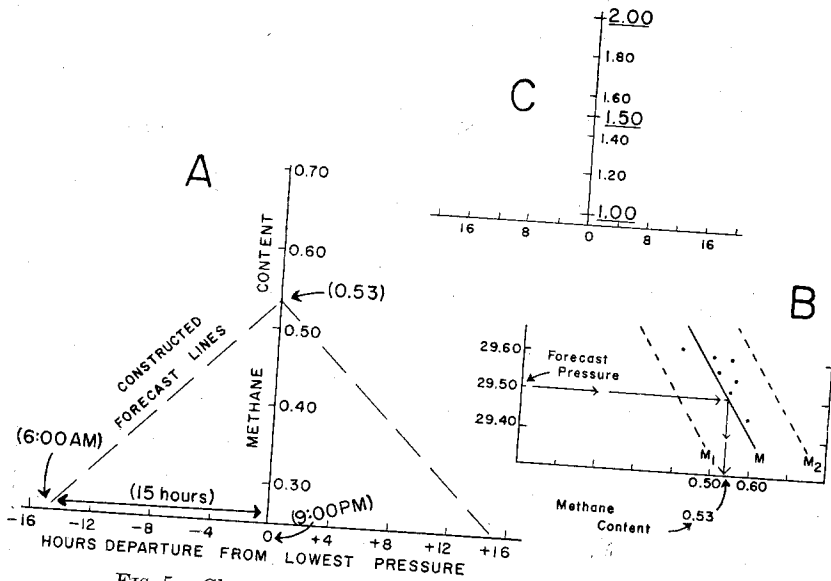 A
0.70
0.60
(0.53)
0.50
0.40
0.30
CONTENT
METHANE
CONSTRUCTED
FORECAST LINES
(6:00AM)
(15 hours)
(9:00PM)
-16 -12 -8 -4 0 +4 +8 +12 +16
HOURS DEPARTURE FROM LOWEST PRESSURE
C
2.00
1.80
1.60
1.50
1.40
1.20
1.00
16 8 0 8 16
B
29.60
29.50
29.40
Forecast
Pressure
M1 M M2
0.50 0.60
Methane
Content
0.53
FIG. 5.